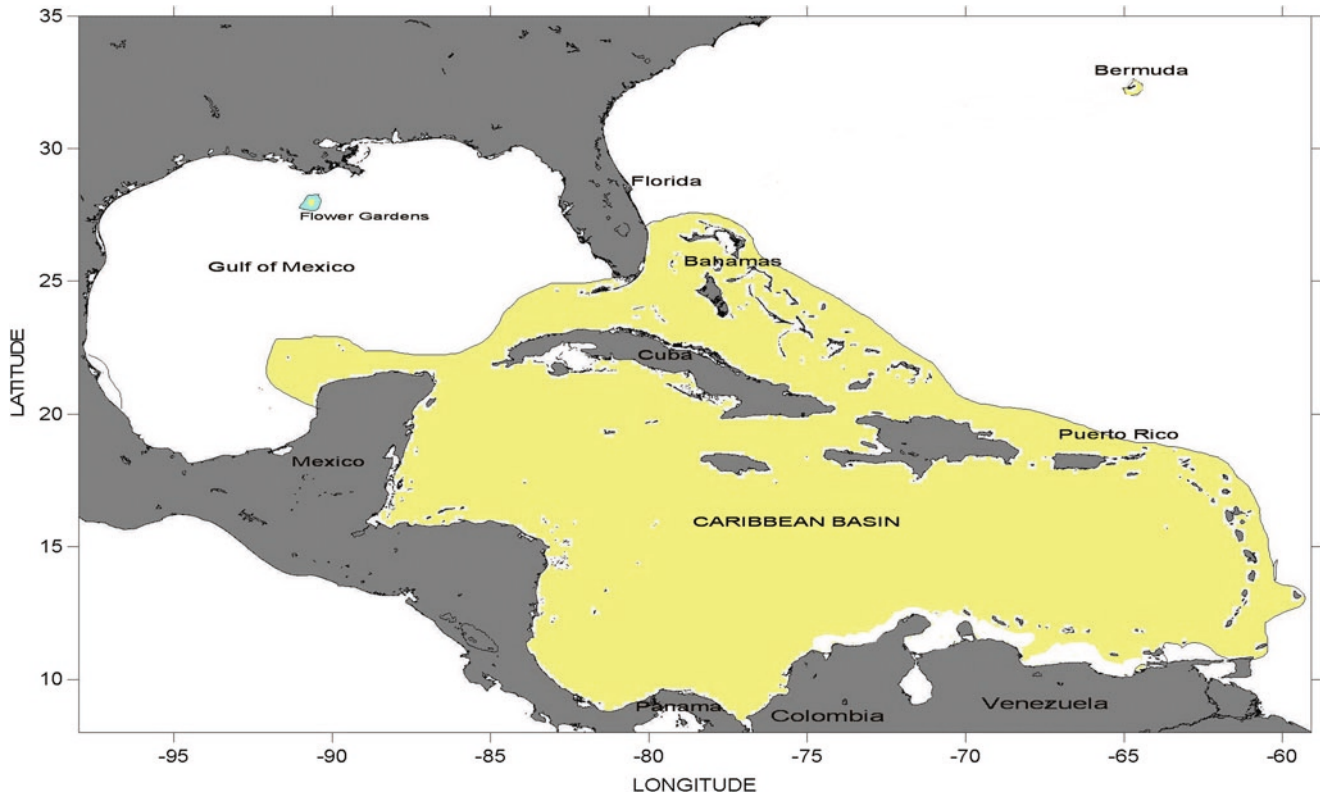 35
Bermuda
30
Florida
Flower Gardens
Gulf of Mexico
Bahamas
25
Cuba
20
Puerto Rico
Mexico
CARIBBEAN BASIN
15
10
Panama
Colombia
Venezuela
LATITUDE
-95
-90
-85
-80
-75
-70
-65
-60
LONGITUDE